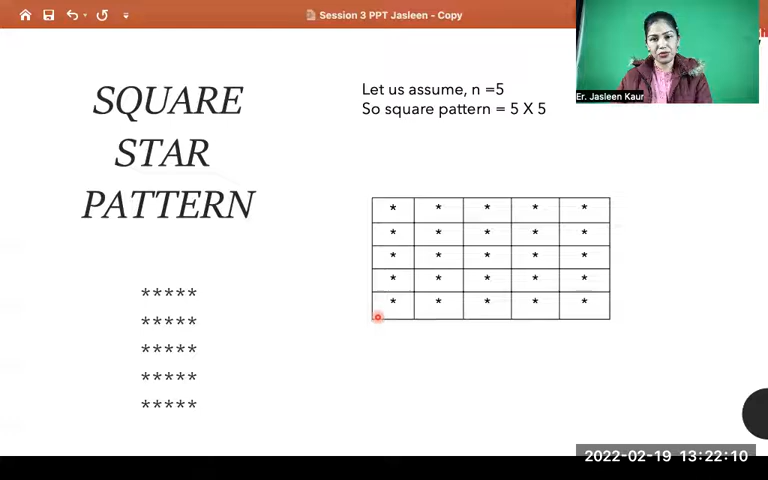 Session 3 PPT Jasleen - Copy
SQUARE
STAR
PATTERN
*****
*****
*****
*****
*****
Let us assume, n =5
So square pattern = 5 X 5
* * * * *
* * * * *
* * * * *
* * * * *
* * * * *
Er. Jasleen Kaur
2022-02-19 13:22:10